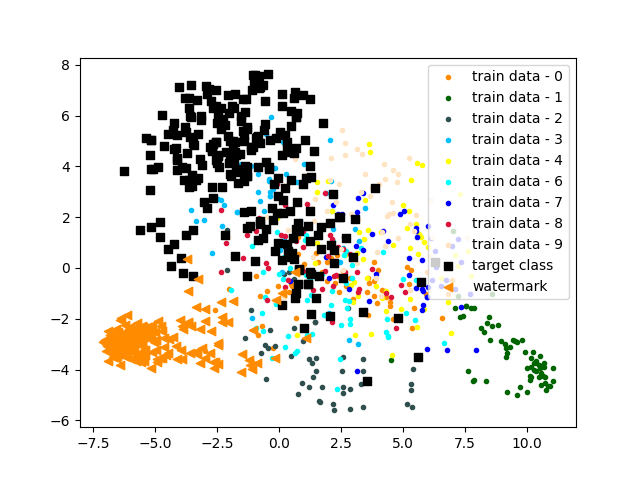 8
6
4
2
0
−2
−4
−6
−7.5
−5.0
−2.5
0.0
2.5
5.0
7.5
10.0
train data - 0
train data - 1
train data - 2
train data - 3
train data - 4
train data - 6
train data - 7
train data - 8
train data - 9
target class
watermark